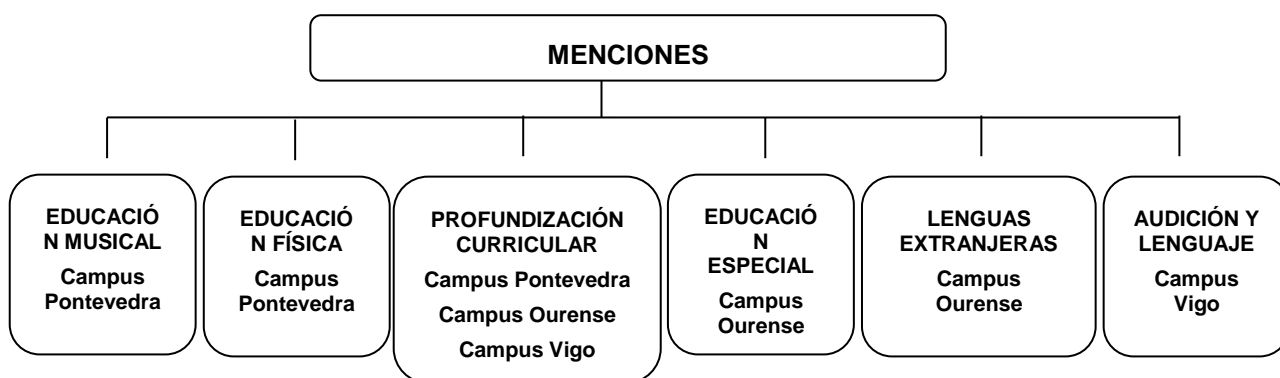 MENCIONES
EDUCACIÓ
N MUSICAL
Campus
Pontevedra
EDUCACIÓ
N FÍSICA
Campus
Pontevedra
PROFUNDIZACIÓN
CURRICULAR
Campus Pontevedra
Campus Ourense
Campus Vigo
EDUCACIÓ
N
ESPECIAL
Campus
Ourense
LENGUAS
EXTRANJERAS
Campus
Ourense
AUDICIÓN Y
LENGUAJE
Campus
Vigo